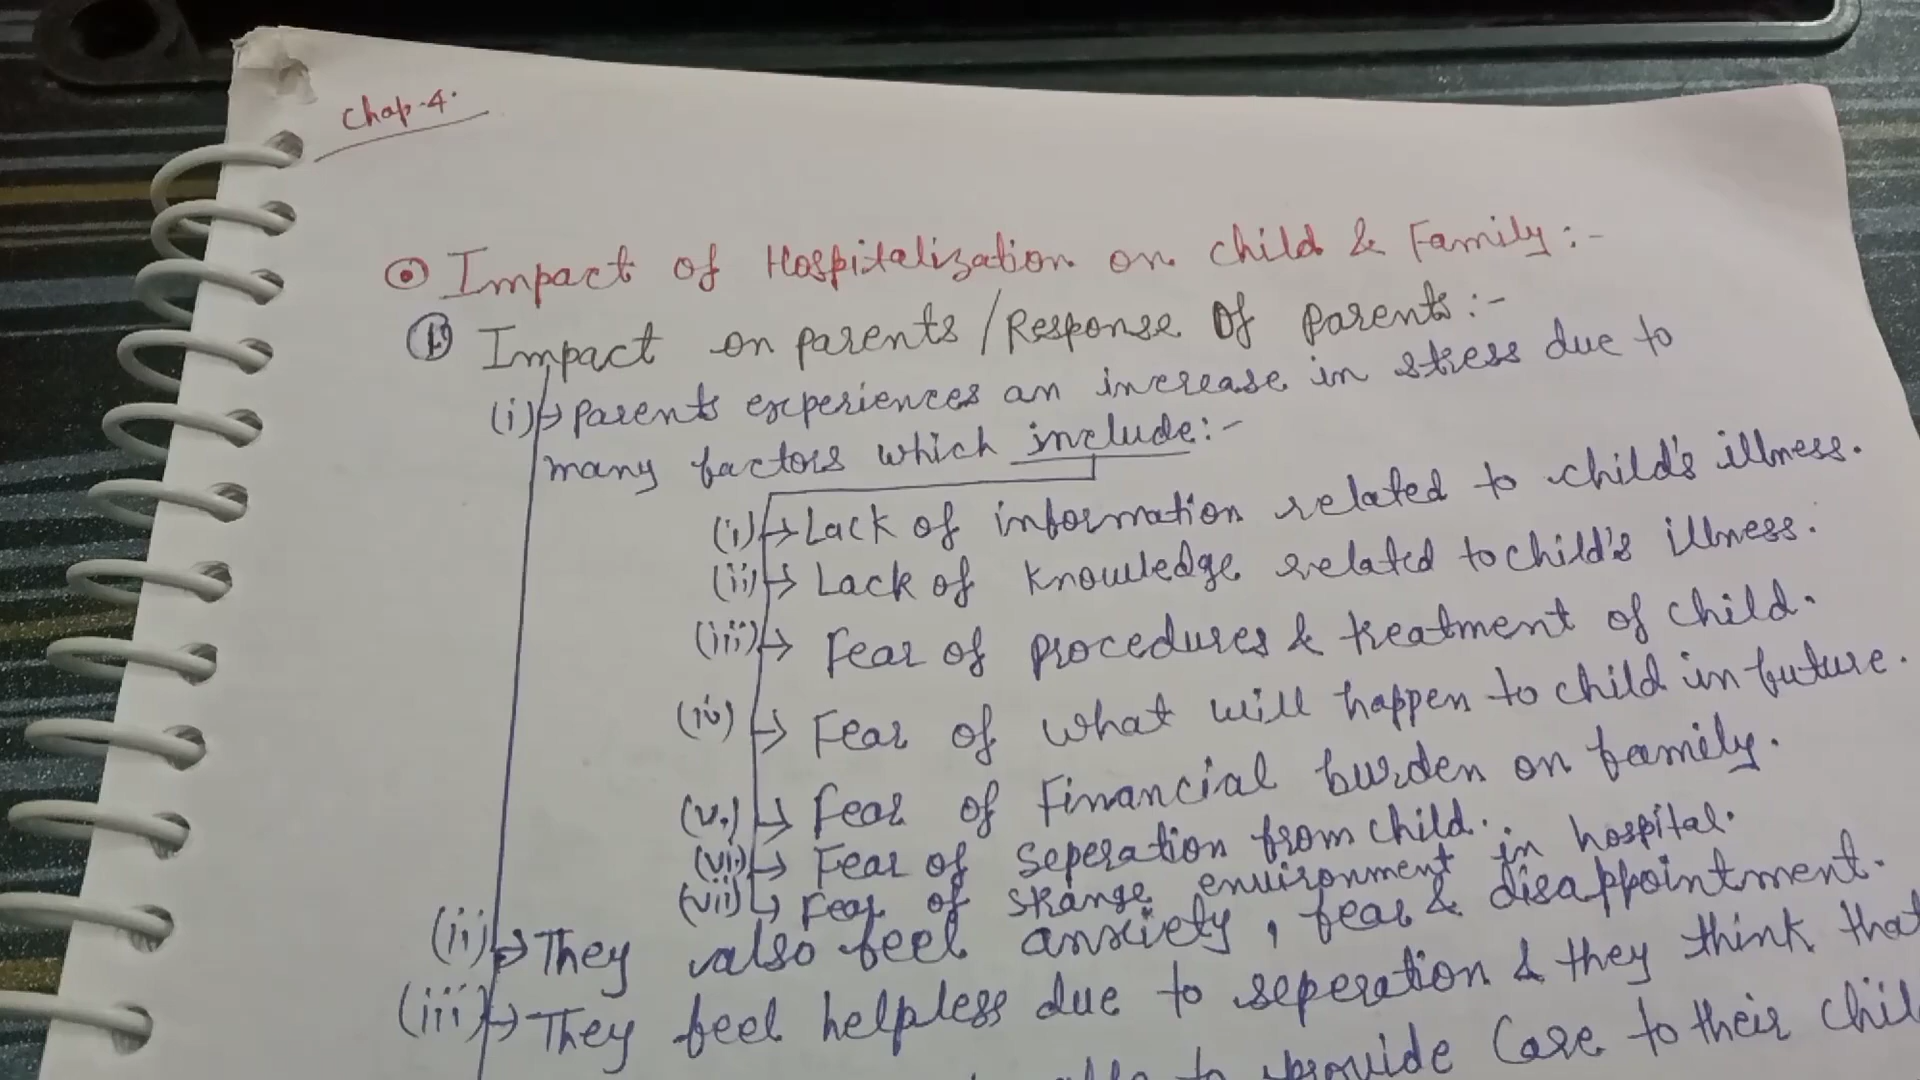 Chap-4.
Impact of Hospitalization on child & Family:-
① Impact on parents / Response Of parents:-
(i) → parents experiences an increase in stress due to
many factors which include:-
(i) → Lack of information related to child's illness.
(ii) → Lack of knowledge related to child's illness.
(iii) → Fear of procedures & treatment of child.
(iv) → Fear of what will happen to child in future.
(v.) → Fear of Financial burden on family.
(vi) → Fear of seperation from child.
(vii) → Fear of strange environment in hospital.
(ii) → They also feel anxiety, fear & disappointment.
(iii) → They feel helpless due to seperation & they think that
to provide Care to their